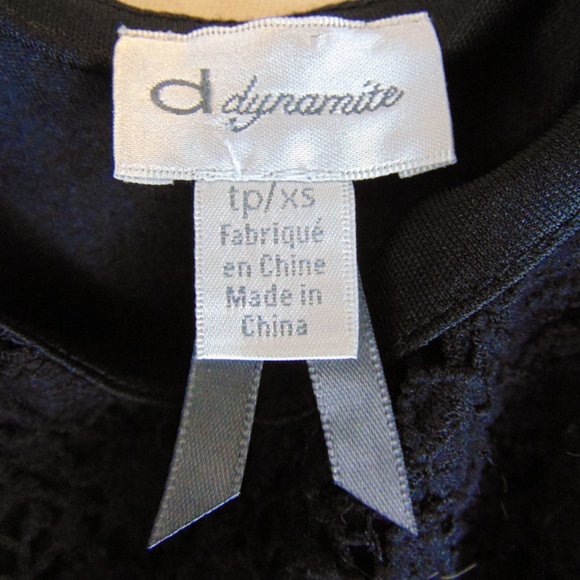 d dynamite
tp/xs
Fabriqué
en Chine
Made in
China